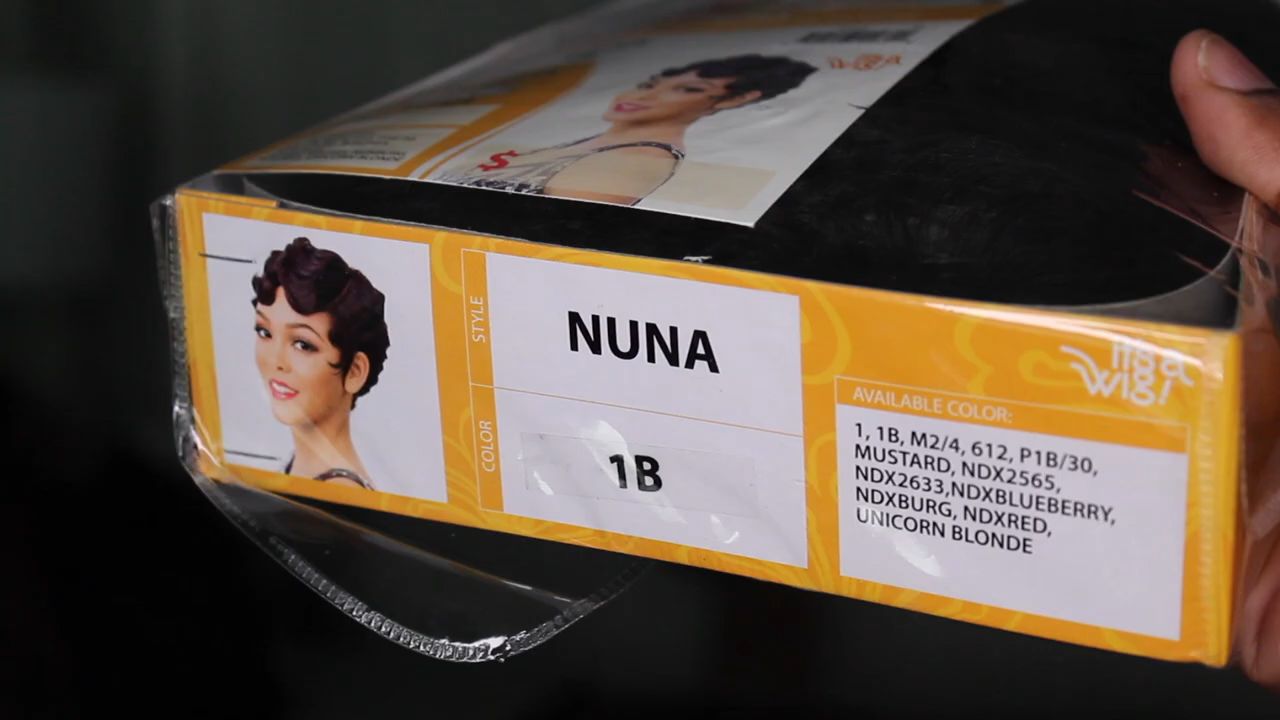 STYLE
NUNA
COLOR
1B
It's a
Wig!
AVAILABLE COLOR:
1, 1B, M2/4, 612, P1B/30,
MUSTARD, NDX2565,
NDX2633,NDXBLUEBERRY,
NDXBURG, NDXRED,
UNICORN BLONDE